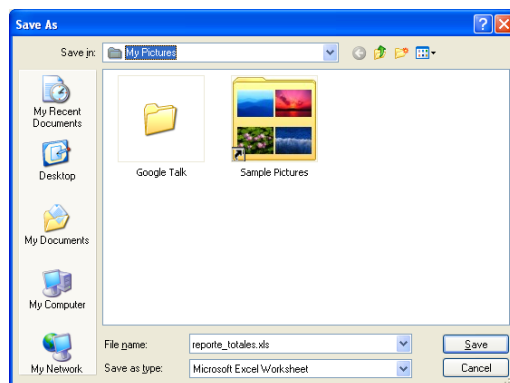 Save As
Save in:
My Pictures
My Recent
Documents
Desktop
My Documents
My Computer
My Network
Google Talk
Sample Pictures
File name:
reporte_totales.xls
Save
Save as type:
Microsoft Excel Worksheet
Cancel